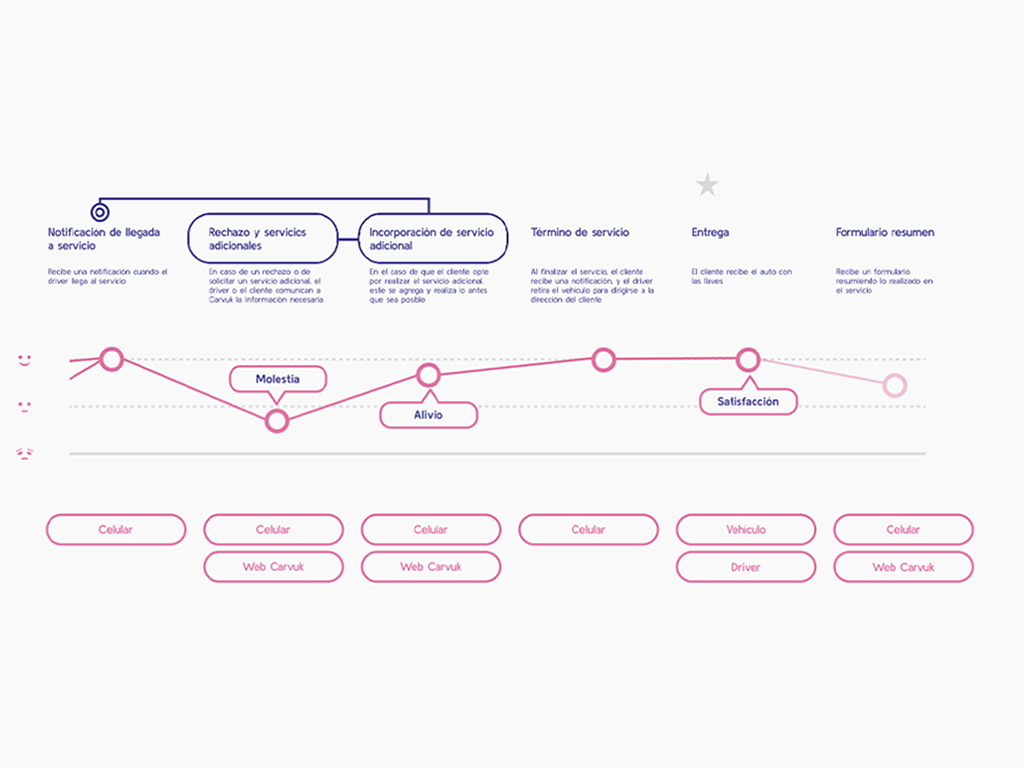 Notificacion de llegada
a servicio
Recibe una notificación cuando el
driver llega al servicio
Rechazo y servicios
adicionales
En caso de un rechazo o de
solicitar un servicio adicional, el
driver o el cliente comunican a
Carvuk la información necesaria
Incorporación de servicio
adicional
En el caso de que el cliente opte
por realizar el servicio adicional,
este se agrega y realiza lo antes
que sea posible
Término de servicio
Al finalizar el servicio, el cliente
recibe una notificación, y el driver
retira el vehículo para dirigirse a la
dirección del cliente
Entrega
El cliente recibe el auto con
las llaves
Formulario resumen
Recibe un formulario
resumiendo lo realizado en
el servicio
Molestia
Alivio
Satisfacción
Celular
Celular
Celular
Celular
Vehículo
Celular
Web Carvuk
Web Carvuk
Driver
Web Carvuk